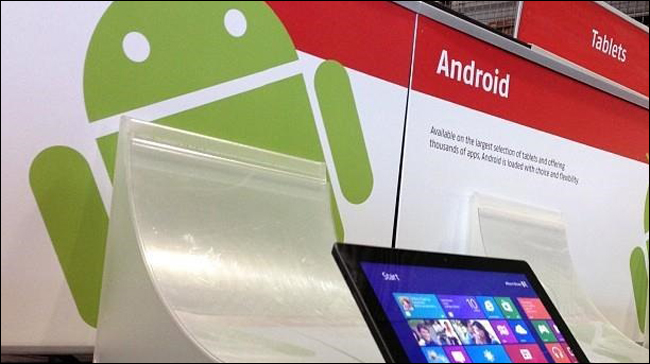 Tablets
Android
Available on the largest selection of tablets and offering
thousands of apps, Android is loaded with choice and flexibility
Start